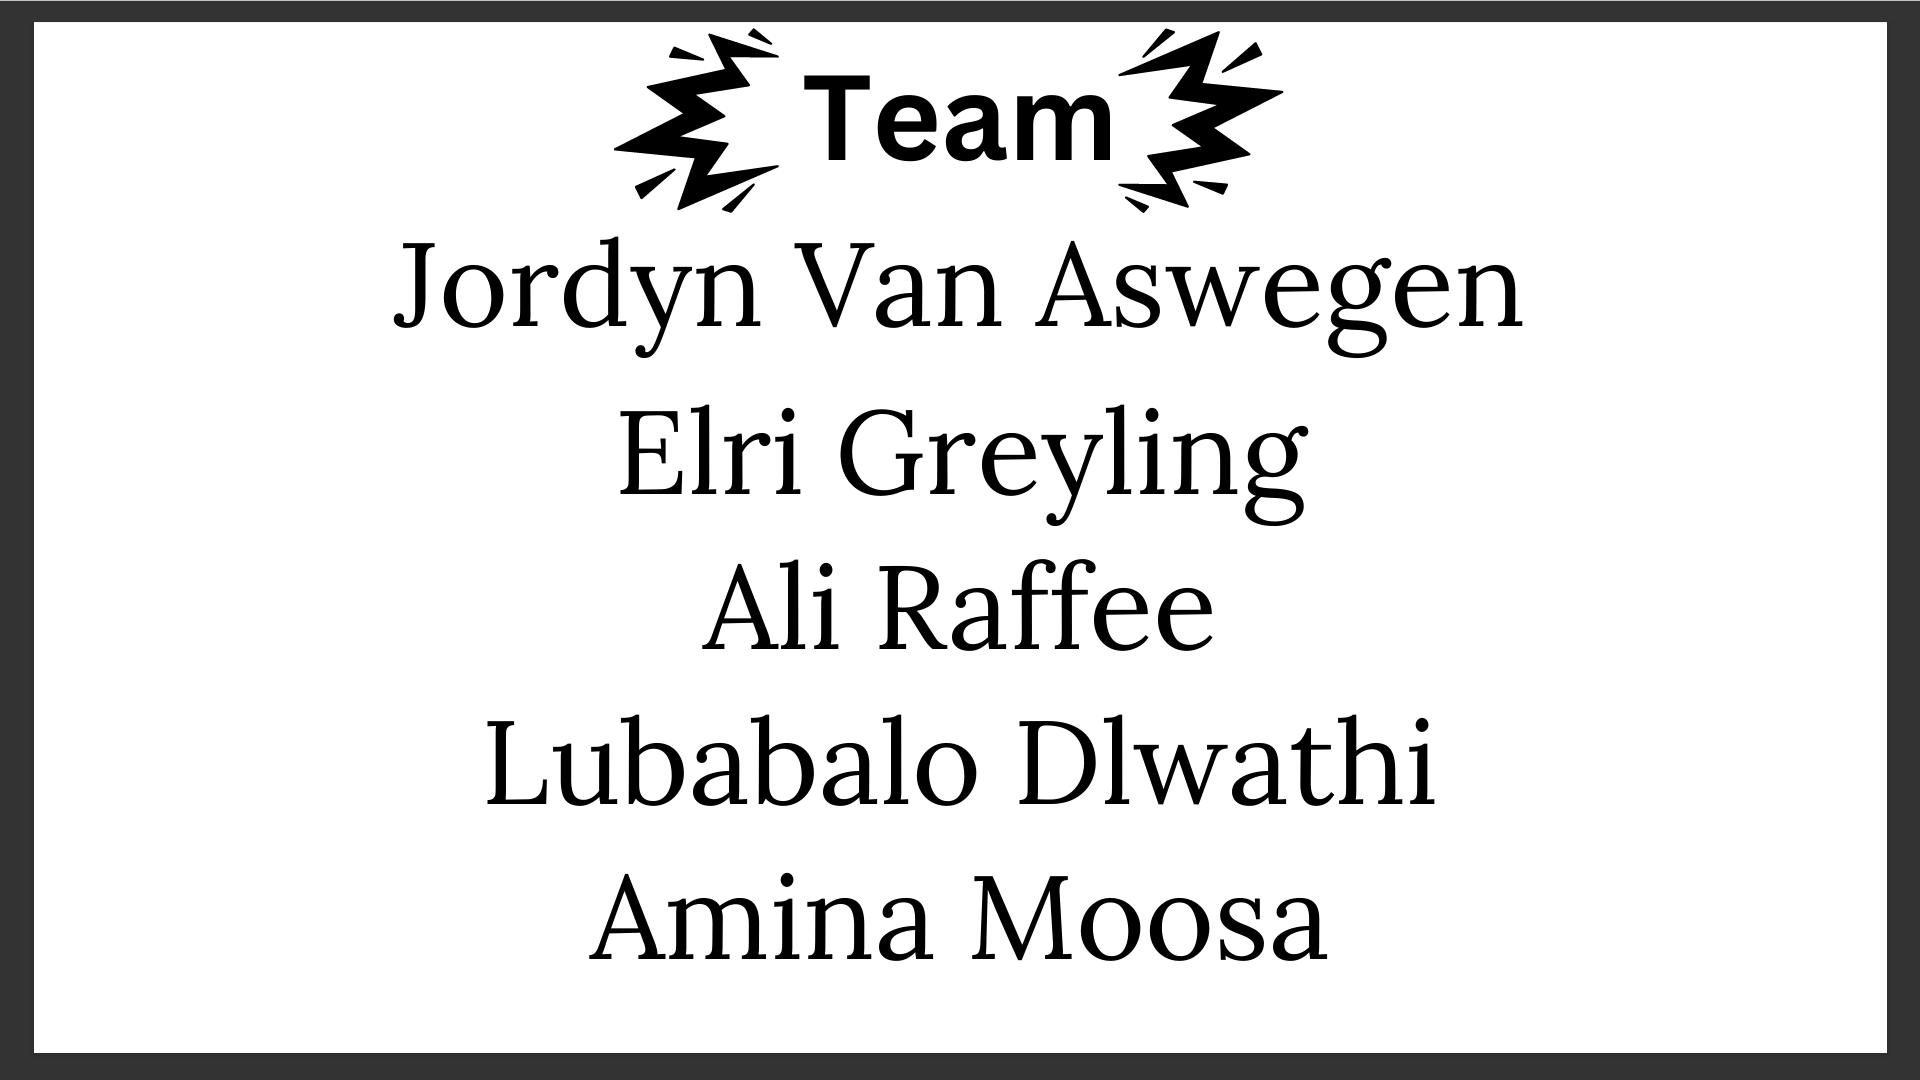 Team
Jordyn Van Aswegen
Elri Greyling
Ali Raffee
Lubabalo Dlwathi
Amina Moosa